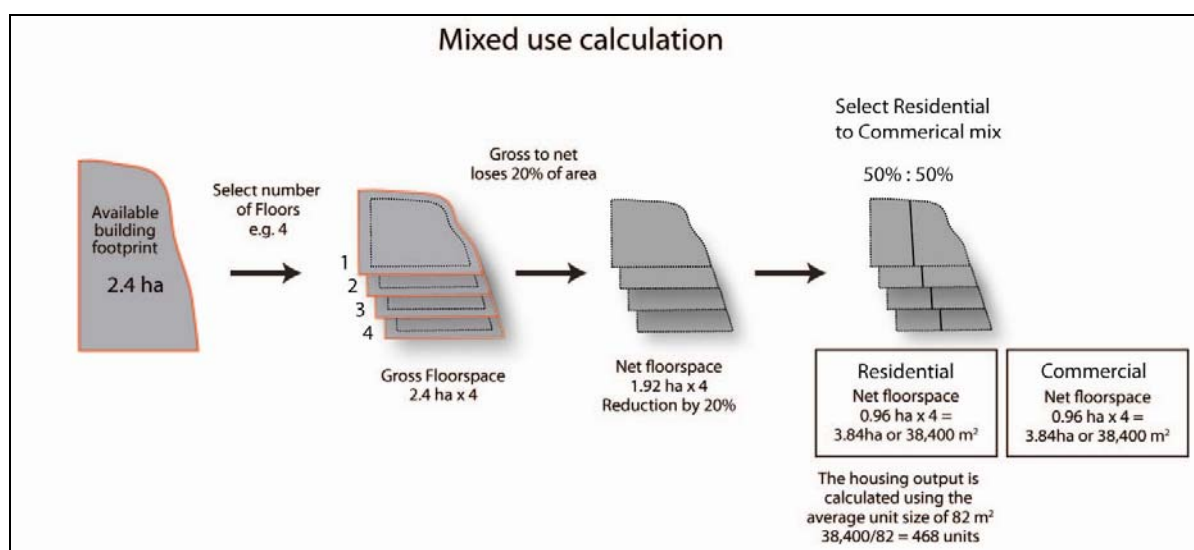 Mixed use calculation
Available
building
footprint
2.4 ha
Select number
of Floors
e.g. 4
1
2
3
4
Gross Floorspace
2.4 ha x 4
Gross to net
loses 20% of area
Net floorspace
1.92 ha x 4
Reduction by 20%
Select Residential
to Commerical mix
50% : 50%
Residential
Net floorspace
0.96 ha x 4 =
3.84ha or 38,400 m²
Commercial
Net floorspace
0.96 ha x 4 =
3.84ha or 38,400 m²
The housing output is
calculated using the
average unit size of 82 m²
38,400/82 = 468 units